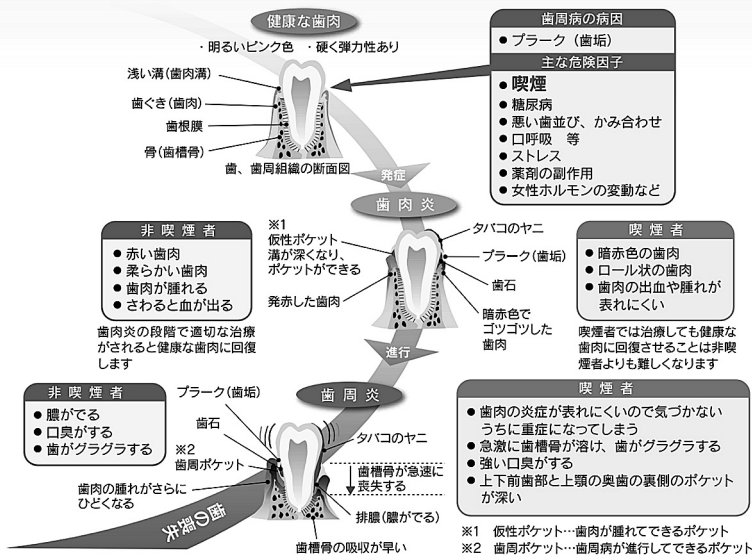 健康な歯肉
・明るいピンク色 ・硬く弾力性あり
浅い溝(歯肉溝)
歯ぐき(歯肉)
歯根膜
骨(歯槽骨)
歯、歯周組織の断面図
歯周病の病因
● プラーク(歯垢)
主な危険因子
● 喫煙
● 糖尿病
● 悪い歯並び、かみ合わせ
● 口呼吸 等
● ストレス
● 薬剤の副作用
● 女性ホルモンの変動など
発症
歯肉炎
非喫煙者
● 赤い歯肉
● 柔らかい歯肉
● 歯肉が腫れる
● さわると血が出る
歯肉炎の段階で適切な治療
がされると健康な歯肉に回復
します
※1
仮性ポケット
溝が深くなり、
ポケットができる
発赤した歯肉
タバコのヤニ
プラーク(歯垢)
歯石
暗赤色で
ゴツゴツした
歯肉
喫煙者
● 暗赤色の歯肉
● ロール状の歯肉
● 歯肉の出血や腫れが
表れにくい
喫煙者では治療しても健康な
歯肉に回復させることは非喫
煙者よりも難しくなります
進行
歯周炎
非喫煙者
● 膿がでる
● 口臭がする
● 歯がグラグラする
プラーク(歯垢)
歯石
※2
歯周ポケット
歯肉の腫れがさらに
ひどくなる
タバコのヤニ
歯槽骨が急速に
喪失する
排膿(膿がでる)
歯槽骨の吸収が早い
喫煙者
● 歯肉の炎症が表れにくいので気づかない
うちに重症になってしまう
● 急激に歯槽骨が溶け、歯がグラグラする
● 強い口臭がする
● 上下前歯部と上顎の奥歯の裏側のポケット
が深い
歯の喪失
※1 仮性ポケット…歯肉が腫れてできるポケット
※2 歯周ポケット…歯周病が進行してできるポケット